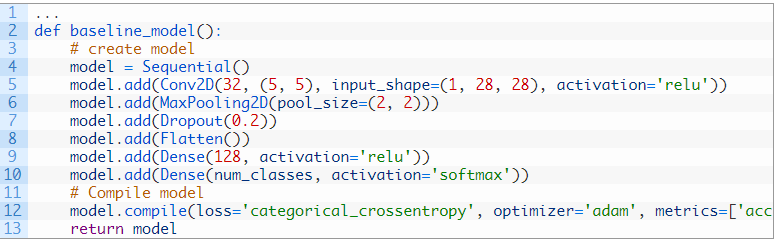 1 ...
2 def baseline_model():
3     # create model
4     model = Sequential()
5     model.add(Conv2D(32, (5, 5), input_shape=(1, 28, 28), activation='relu'))
6     model.add(MaxPooling2D(pool_size=(2, 2)))
7     model.add(Dropout(0.2))
8     model.add(Flatten())
9     model.add(Dense(128, activation='relu'))
10     model.add(Dense(num_classes, activation='softmax'))
11     # Compile model
12     model.compile(loss='categorical_crossentropy', optimizer='adam', metrics=['acc
13     return model